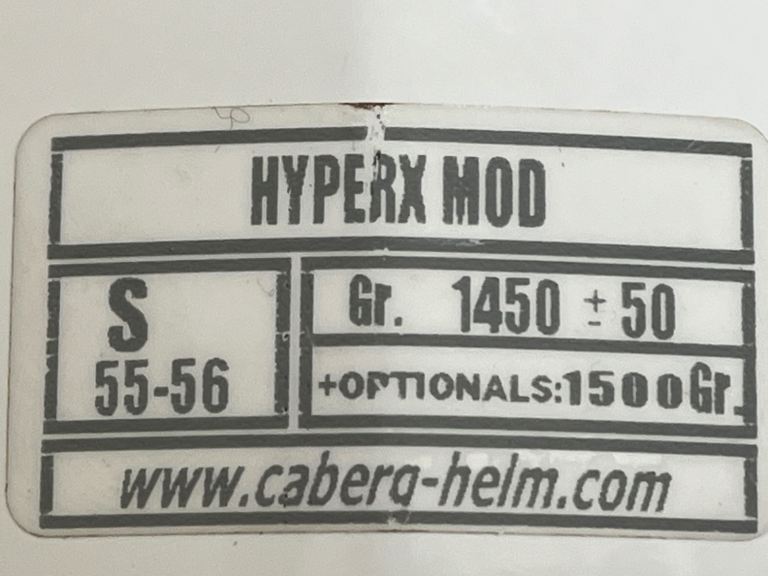 HYPERX MOD
S
55-56
Gr. 1450 ± 50
+OPTIONALS:1500Gr.
www.caberg-helm.com